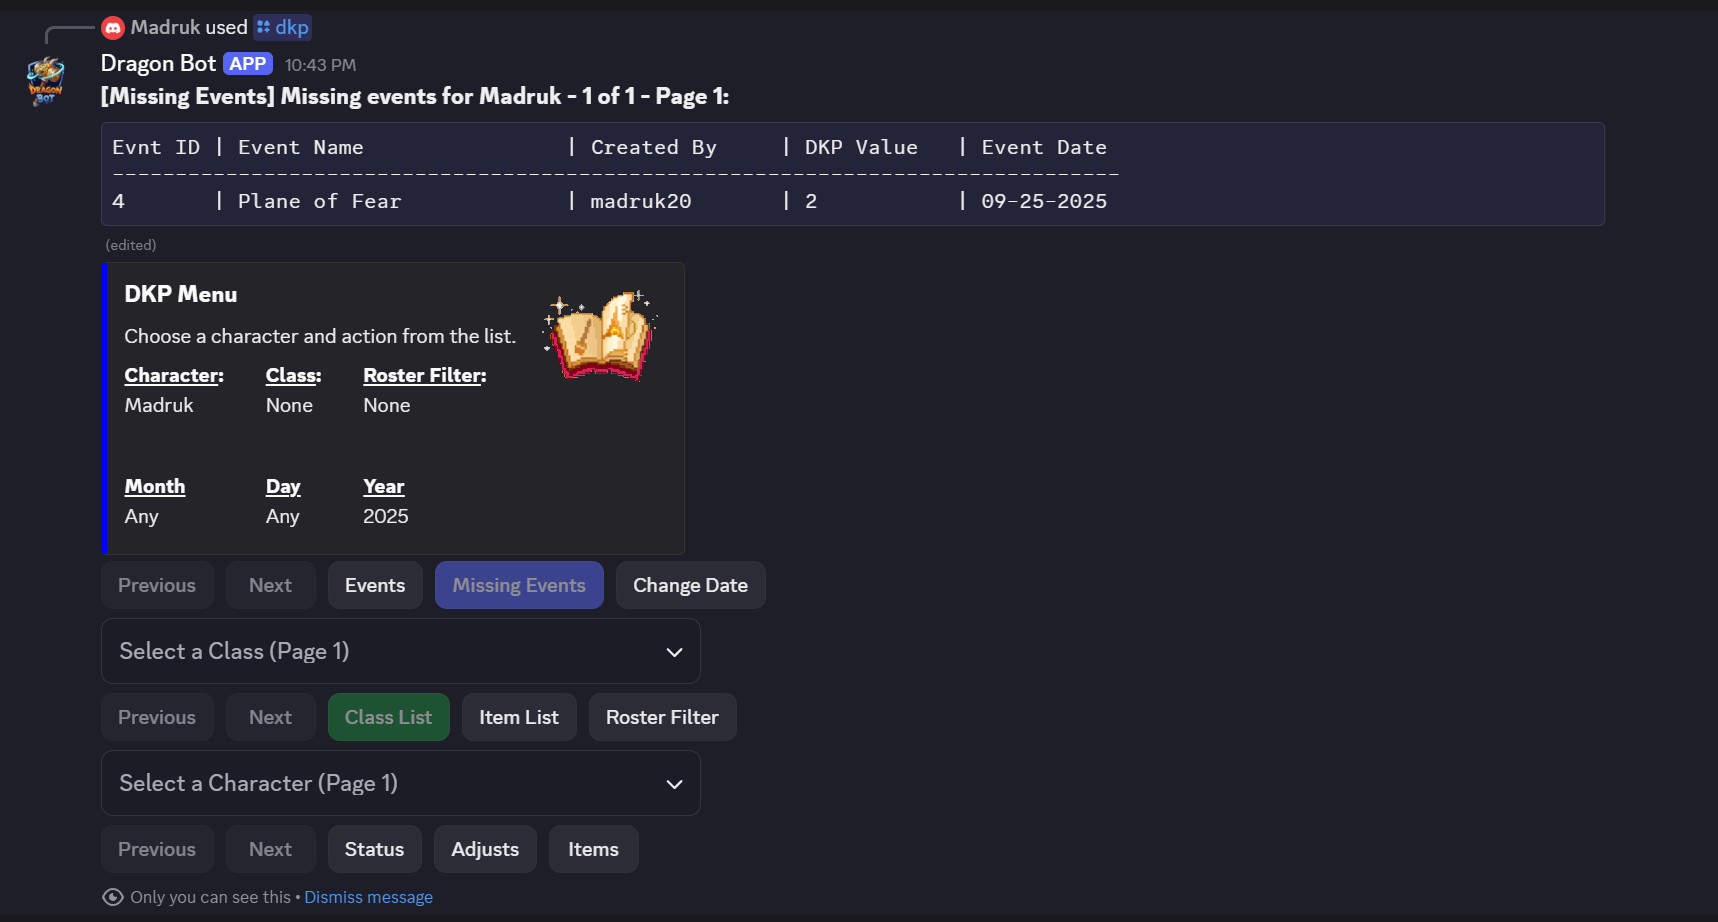 Madruk used dkp
DRAGON BOT
Dragon Bot APP 10:43 PM
[Missing Events] Missing events for Madruk - 1 of 1 - Page 1:
Evnt ID | Event Name | Created By | DKP Value | Event Date
--------------------------------------------------------------------------------
4 | Plane of Fear | madruk20 | 2 | 09-25-2025
(edited)
DKP Menu
Choose a character and action from the list.
Character: Class: Roster Filter:
Madruk None None
Month Day Year
Any Any 2025
Previous Next Events Missing Events Change Date
Select a Class (Page 1)
Previous Next Class List Item List Roster Filter
Select a Character (Page 1)
Previous Next Status Adjusts Items
Only you can see this • Dismiss message